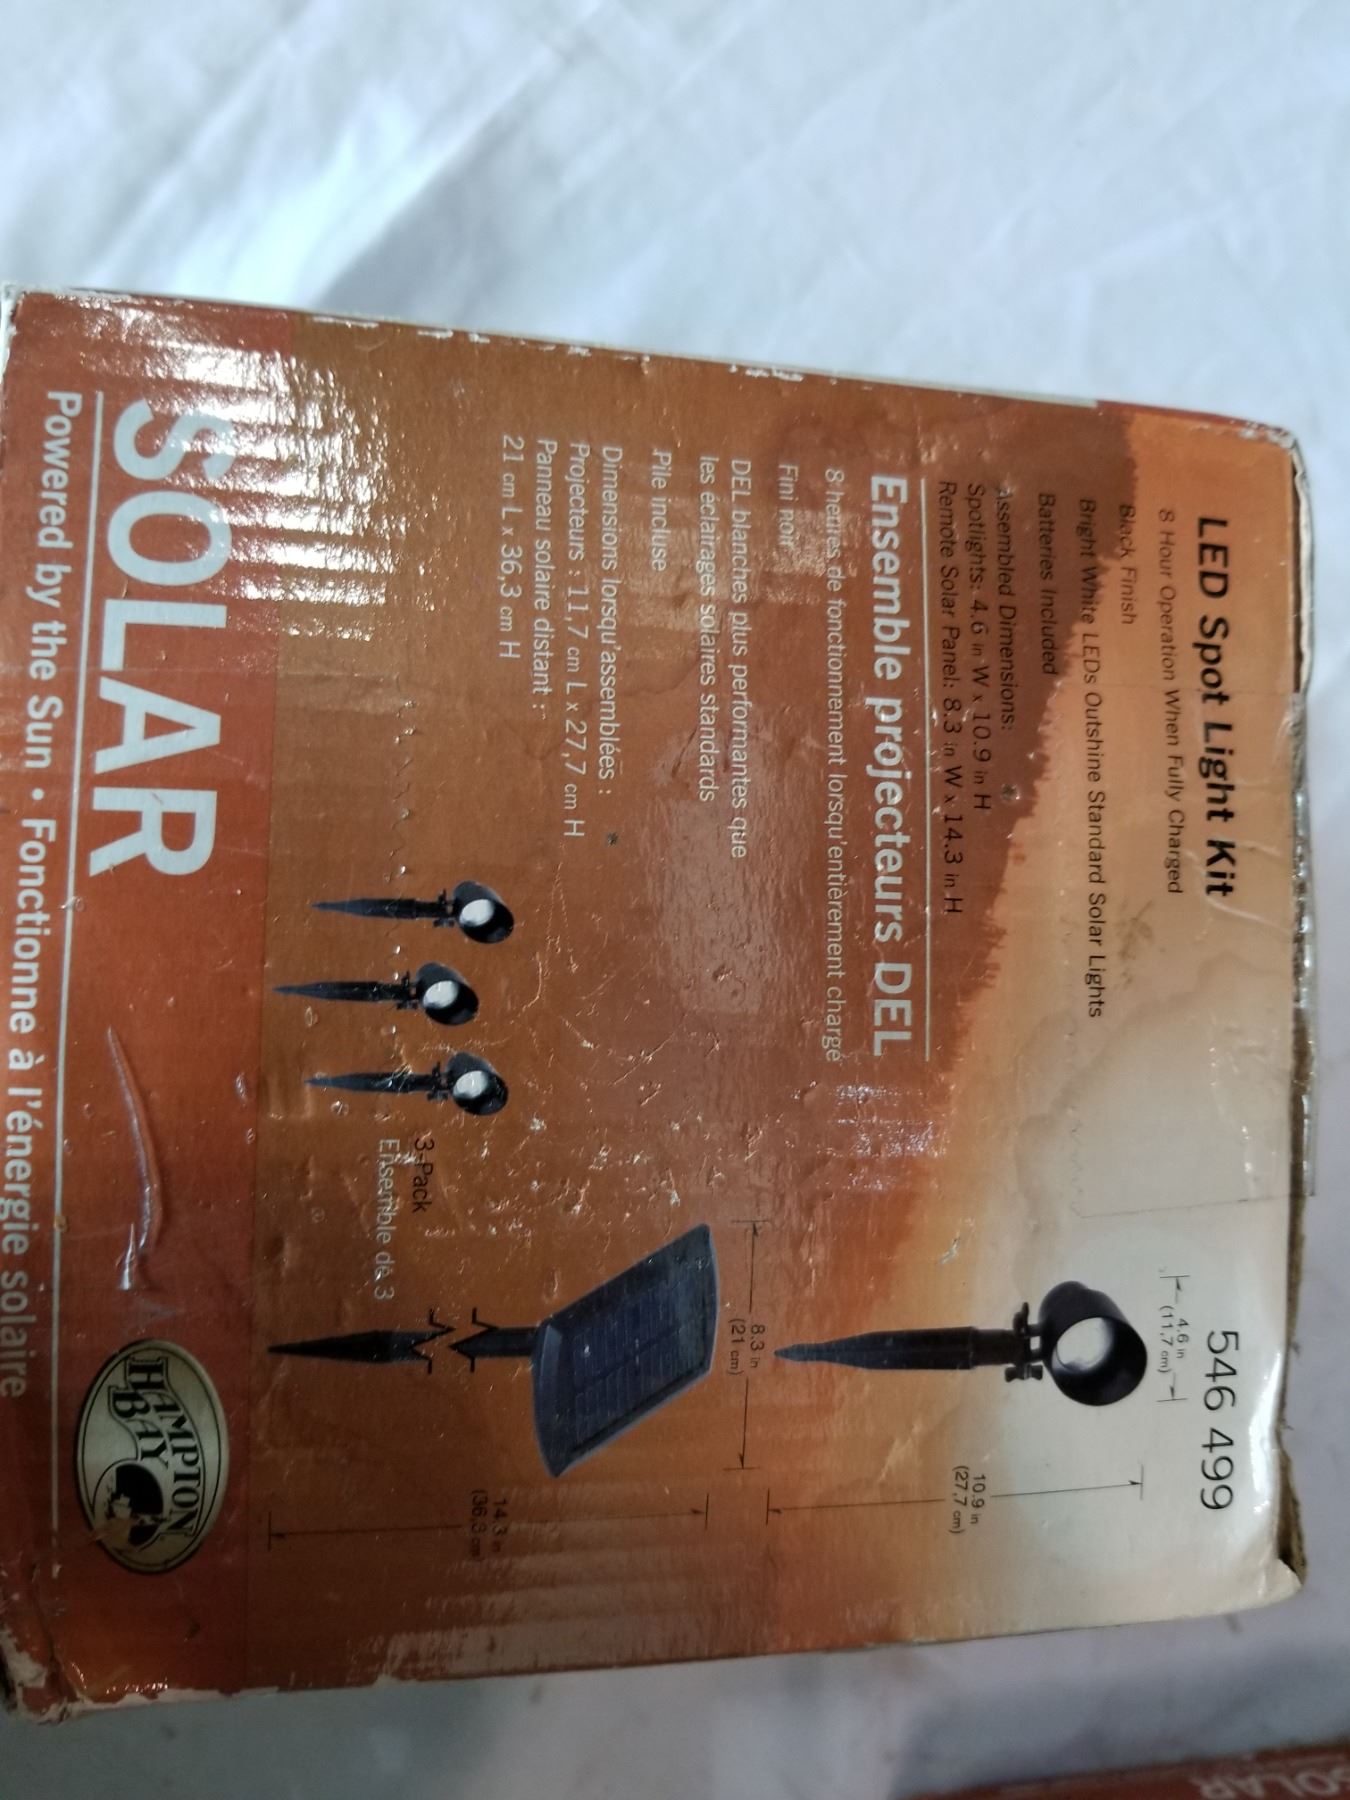 LED Spot Light Kit
546 499
8 Hour Operation When Fully Charged
Black Finish
Bright White LEDs Outshine Standard Solar Lights
Batteries Included
Assembled Dimensions:
Spotlights: 4.6 in W x 10.9 in H
Remote Solar Panel: 8.3 in W x 14.3 in H
Ensemble projecteurs DEL
8 heures de fonctionnement lorsqu'entièrement chargé
Fini noir
DEL blanches plus performantes que
les éclairages solaires standards
Pile incluse
Dimensions lorsqu'assemblées :
Projecteurs : 11,7 cm L x 27,7 cm H
Panneau solaire distant :
21 cm L x 36,3 cm H
4.6 in
(11,7 cm)
10.9 in
(27,7 cm)
8.3 in
(21 cm)
14.3 in
(36,3 cm)
3-Pack
Ensemble de 3
SOLAR
HAMPTON
BAY
Powered by the Sun • Fonctionne à l'énergie solaire
SOLAR